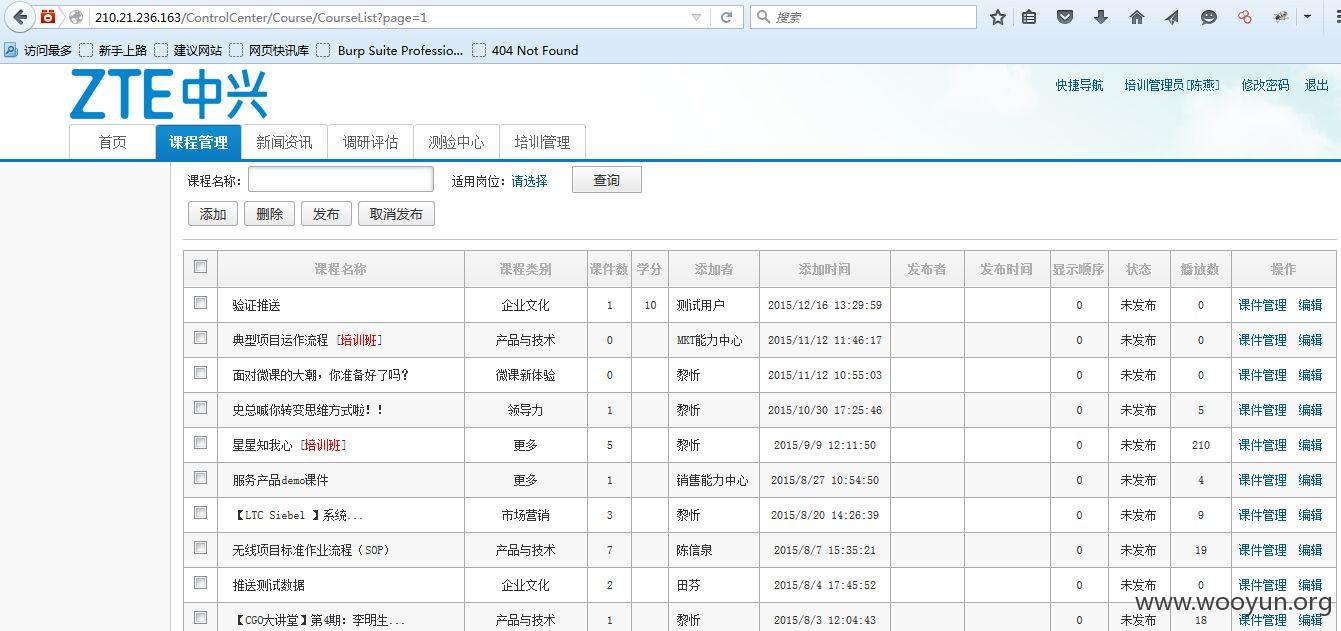 210.21.236.163/ControlCenter/Course/CourseList?page=1 搜索
访问最多 新手上路 建议网站 网页快讯库 Burp Suite Professio... 404 Not Found
ZTE中兴
快捷导航 培训管理员[陈燕] 修改密码 退出
首页 课程管理 新闻资讯 调研评估 测验中心 培训管理
课程名称: 适用岗位: 请选择 查询
添加 删除 发布 取消发布
课程名称 课程类别 课件数 学分 添加者 添加时间 发布者 发布时间 显示顺序 状态 播放数 操作
验证推送 企业文化 1 10 测试用户 2015/12/16 13:29:59 0 未发布 0 课件管理 编辑
典型项目运作流程 [培训班] 产品与技术 0 MKT能力中心 2015/11/12 11:46:17 0 未发布 0 课件管理 编辑
面对微课的大潮，你准备好了吗？ 微课新体验 0 黎忻 2015/11/12 10:55:03 0 未发布 0 课件管理 编辑
史总喊你转变思维方式啦！！ 领导力 1 黎忻 2015/10/30 17:25:46 0 未发布 5 课件管理 编辑
星星知我心 [培训班] 更多 5 黎忻 2015/9/9 12:11:50 0 未发布 210 课件管理 编辑
服务产品demo课件 更多 1 销售能力中心 2015/8/27 10:54:50 0 未发布 4 课件管理 编辑
【LTC Siebel 】系统... 市场营销 3 黎忻 2015/8/20 14:26:39 0 未发布 9 课件管理 编辑
无线项目标准作业流程（SOP） 产品与技术 7 陈信泉 2015/8/7 15:35:21 0 未发布 19 课件管理 编辑
推送测试数据 企业文化 2 田芬 2015/8/4 17:45:52 0 未发布 0 课件管理 编辑
【CGO大讲堂】第4期：李明生... 产品与技术 1 黎忻 2015/8/3 12:04:43 0 未发布 18 课件管理 编辑
www.wooyun.org